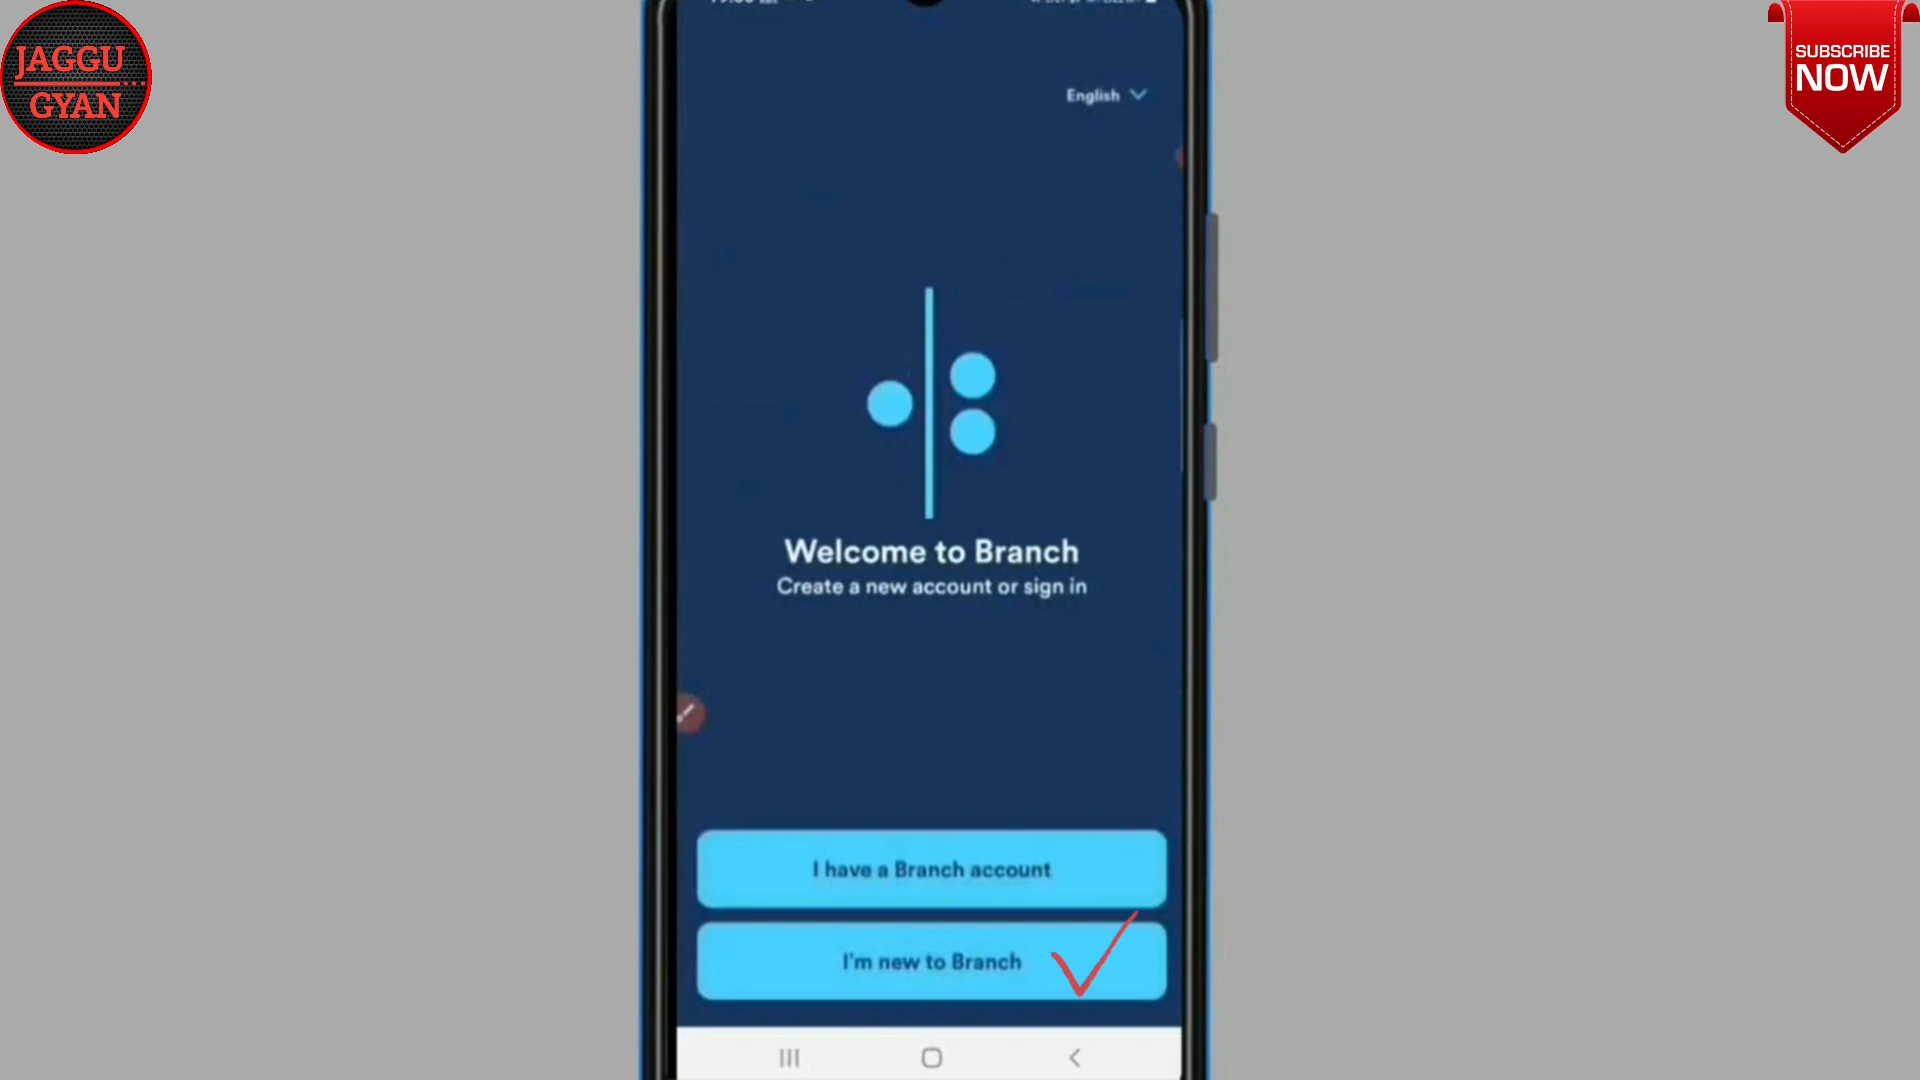 JAGGU
GYAN
SUBSCRIBE
NOW
English
Welcome to Branch
Create a new account or sign in
I have a Branch account
I'm new to Branch